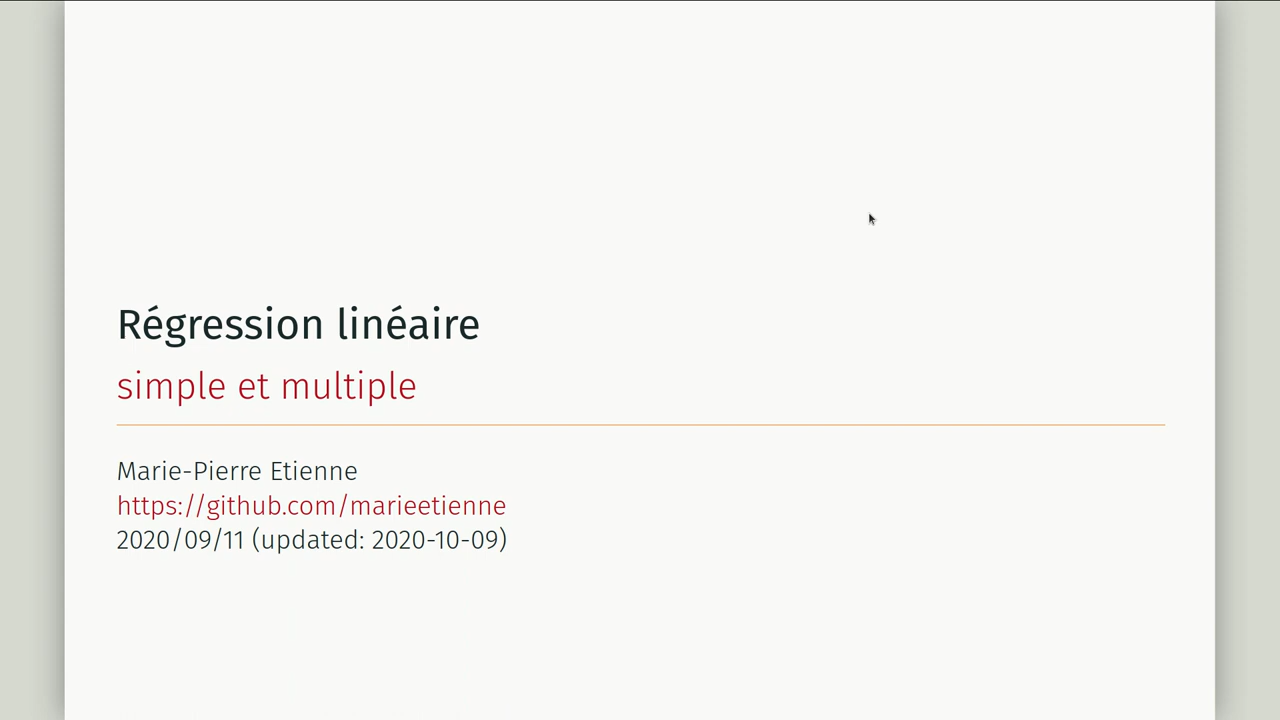 Régression linéaire
simple et multiple
Marie-Pierre Etienne
https://github.com/marieetienne
2020/09/11 (updated: 2020-10-09)